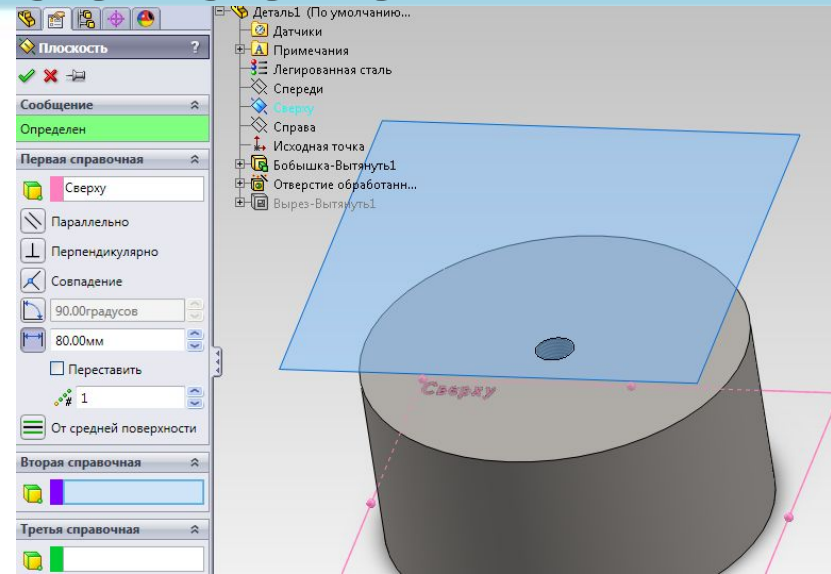 Плоскость ?
Сообщение
Определен
Первая справочная
Сверху
Параллельно
Перпендикулярно
Совпадение
90.00градусов
80.00мм
Переставить
# 1
От средней поверхности
Вторая справочная
Третья справочная
Деталь1 (По умолчанию...
Датчики
A Примечания
Легированная сталь
Спереди
Сверху
Справа
Исходная точка
Бобышка-Вытянуть1
Отверстие обработанн...
Вырез-Вытянуть1
Сверху